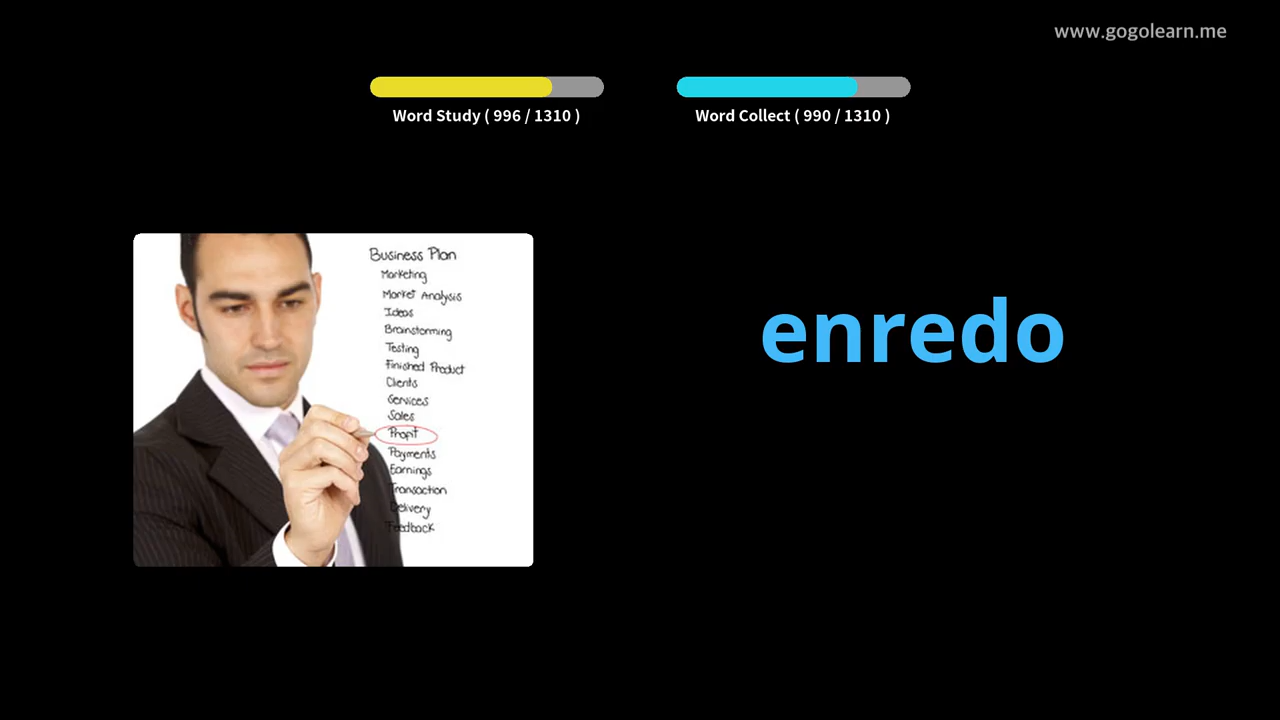 www.gogolearn.me
Word Study ( 996 / 1310 )
Word Collect ( 990 / 1310 )
Business Plan
Marketing
Market Analysis
Ideas
Brainstorming
Testing
Finished Product
Clients
Services
Sales
Profit
Payments
Earnings
Transaction
Delivery
Feedback
enredo